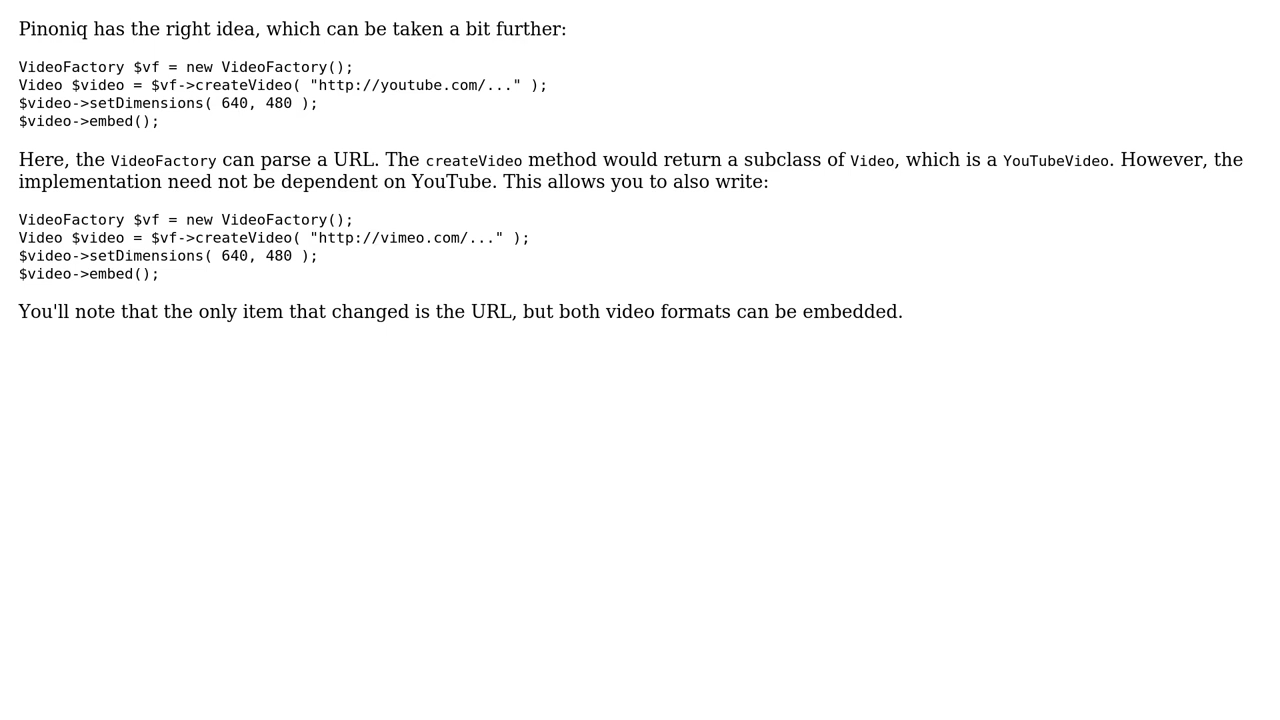 Pinoniq has the right idea, which can be taken a bit further:
VideoFactory $vf = new VideoFactory();
Video $video = $vf->createVideo( "http://youtube.com/..." );
$video->setDimensions( 640, 480 );
$video->embed();
Here, the VideoFactory can parse a URL. The createVideo method would return a subclass of Video, which is a YouTubeVideo. However, the
implementation need not be dependent on YouTube. This allows you to also write:
VideoFactory $vf = new VideoFactory();
Video $video = $vf->createVideo( "http://vimeo.com/..." );
$video->setDimensions( 640, 480 );
$video->embed();
You'll note that the only item that changed is the URL, but both video formats can be embedded.